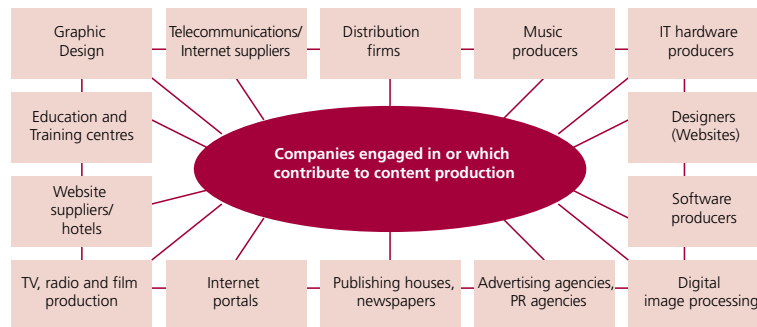 Graphic
Design
Telecommunications/
Internet suppliers
Distribution
firms
Music
producers
IT hardware
producers
Education and
Training centres
Companies engaged in or which
contribute to content production
Designers
(Websites)
Website
suppliers/
hotels
Software
producers
TV, radio and film
production
Internet
portals
Publishing houses,
newspapers
Advertising agencies,
PR agencies
Digital
image processing